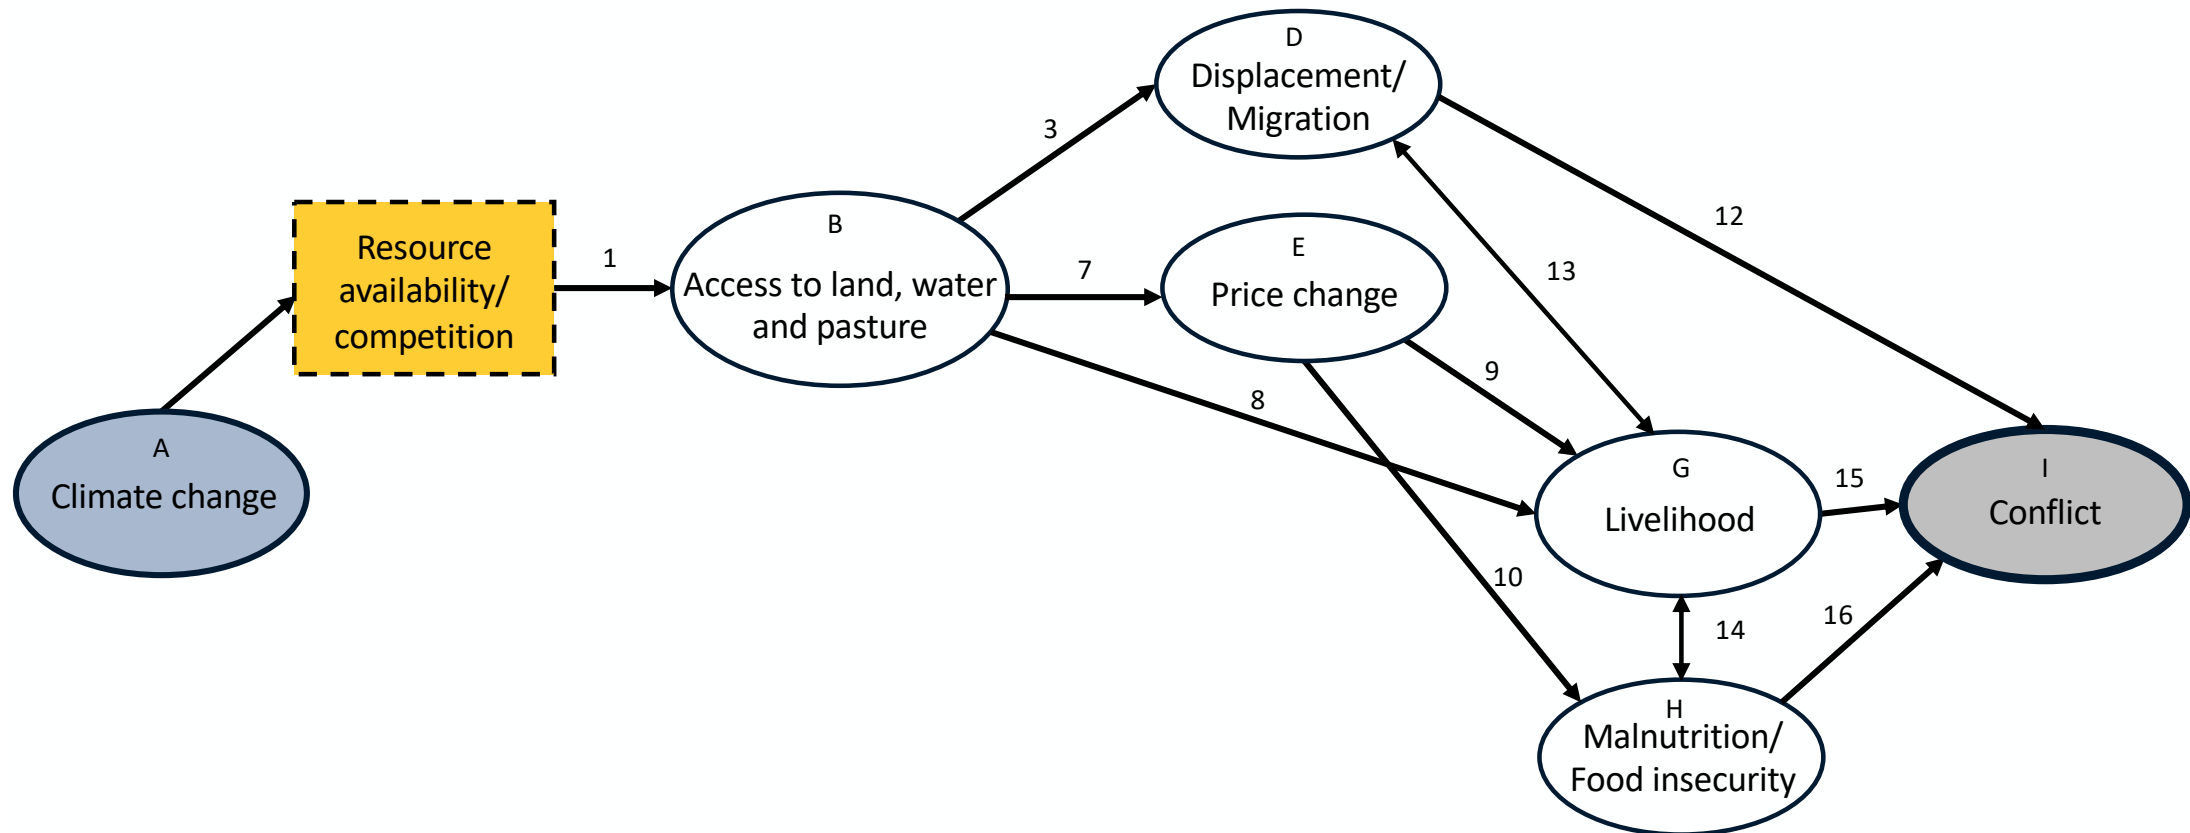 A
Climate change
Resource
availability/
competition
1
B
Access to land, water
and pasture
3
7
8
D
Displacement/
Migration
E
Price change
9
10
12
13
G
Livelihood
14
15
16
H
Malnutrition/
Food insecurity
I
Conflict